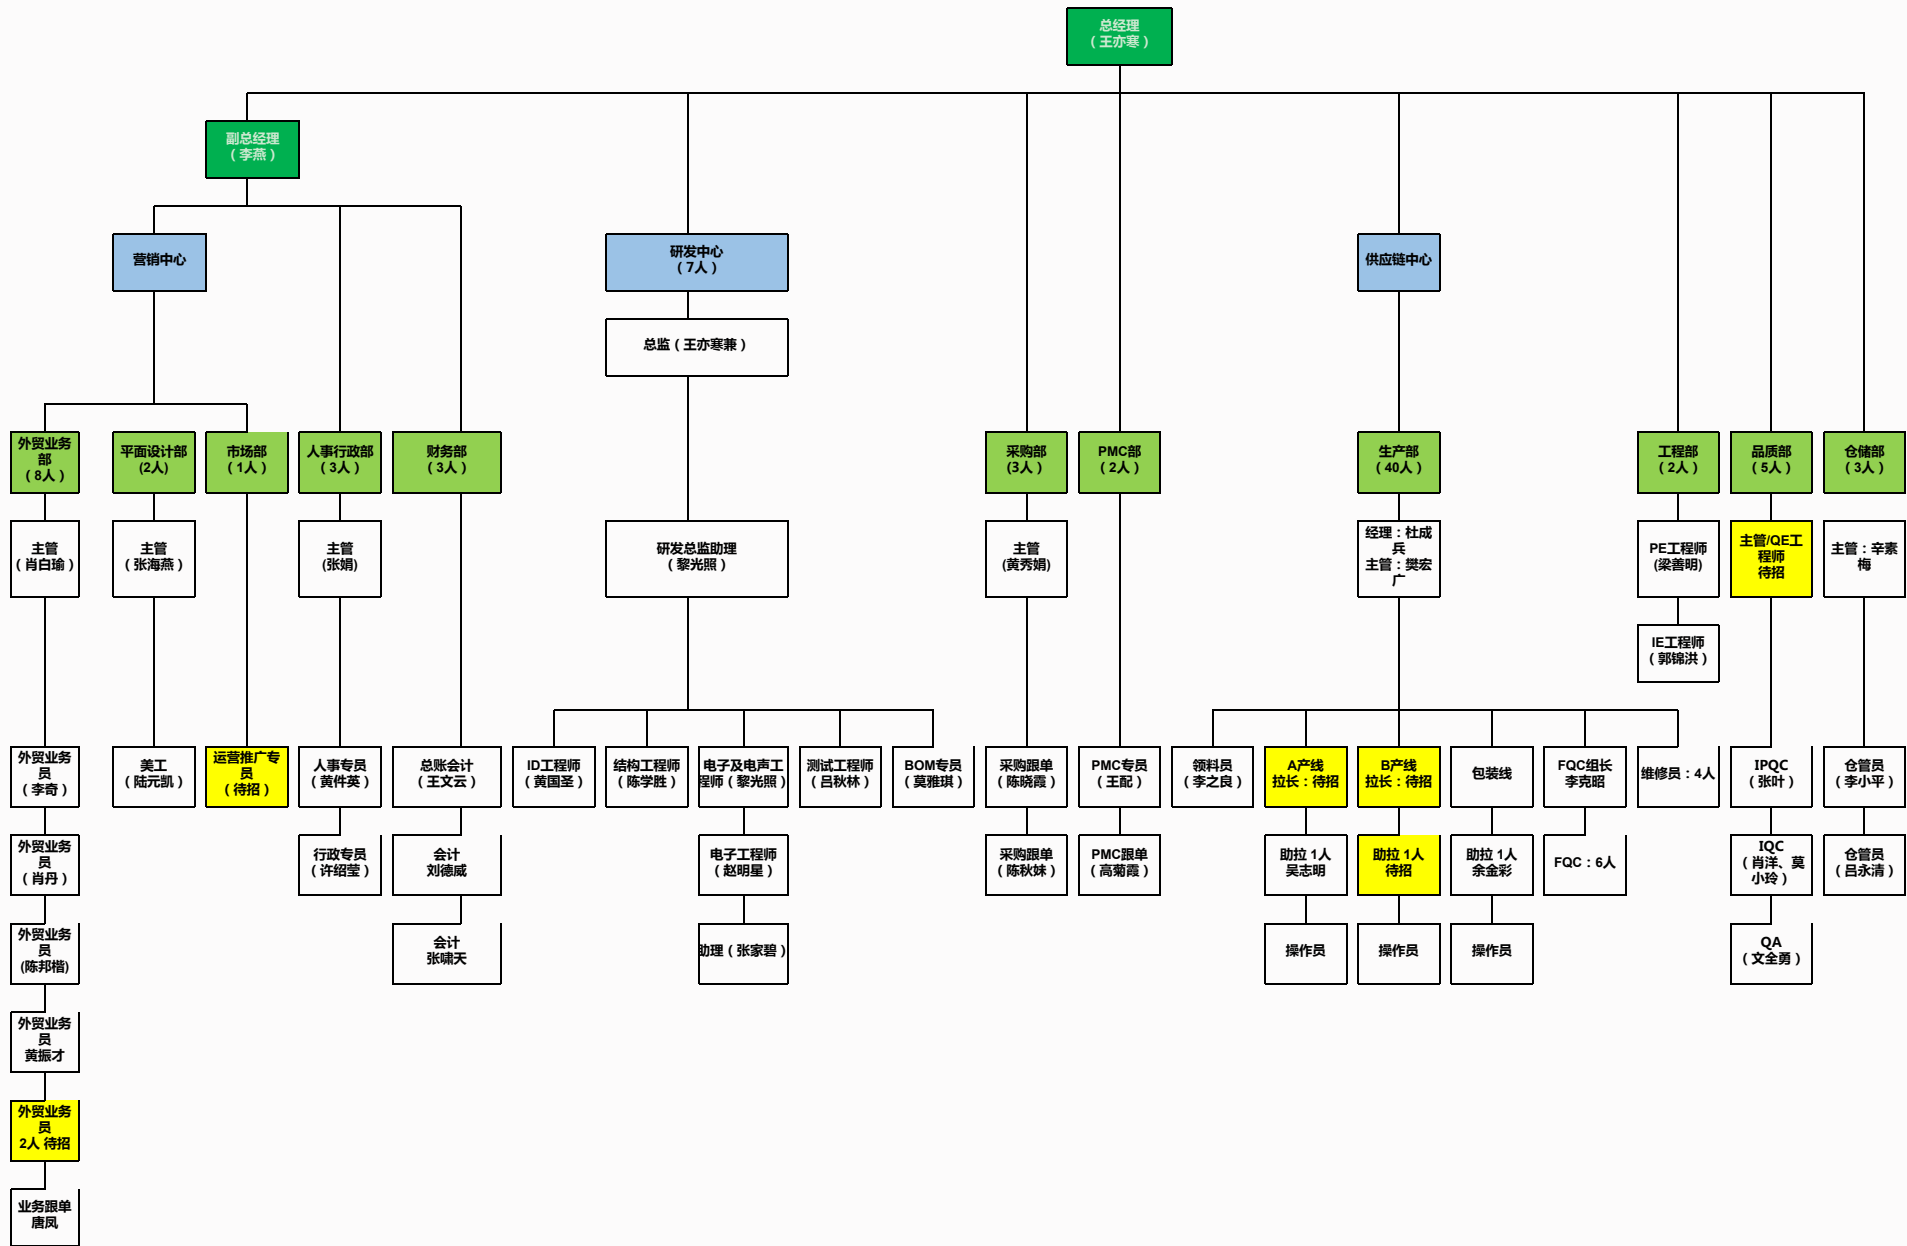 总经理
（王亦寒）
副总经理
（李燕）
营销中心
研发中心
（7人）
供应链中心
总监（王亦寒兼）
外贸业务
部
（8人）
平面设计部
(2人)
市场部
（1人）
人事行政部
（3人）
财务部
（3人）
采购部
(3人）
PMC部
（2人）
生产部
（40人）
工程部
（2人）
品质部
（5人）
仓储部
（3人）
主管
（肖白瑜）
主管
（张海燕）
主管
(张娟)
研发总监助理
（黎光照）
主管
(黄秀娟)
经理：杜成
兵
主管：樊宏
广
PE工程师
(梁善明)
主管/QE工
程师
待招
主管：辛素
梅
IE工程师
（郭锦洪）
外贸业务
员
（李奇）
美工
（陆元凯）
运营推广专
员
（待招）
人事专员
（黄件英）
总账会计
（王文云）
ID工程师
（黄国圣）
结构工程师
（陈学胜）
电子及电声工
程师（黎光照）
测试工程师
（吕秋林）
BOM专员
（莫雅琪）
采购跟单
（陈晓霞）
PMC专员
（王配）
领料员
（李之良）
A产线
拉长：待招
B产线
拉长：待招
包装线
FQC组长
李克昭
维修员：4人
IPQC
（张叶）
仓管员
（李小平）
外贸业务
员
（肖丹）
行政专员
（许绍莹）
会计
刘德威
电子工程师
（赵明星）
采购跟单
（陈秋妹）
PMC跟单
（高菊霞）
助拉 1人
吴志明
助拉 1人
待招
助拉 1人
余金彩
FQC：6人
IQC
（肖洋、莫
小玲）
仓管员
（吕永清）
外贸业务
员
(陈邦楷)
会计
张啸天
助理（张家碧）
操作员
操作员
操作员
QA
（文全勇）
外贸业务
员
黄振才
外贸业务
员
2人 待招
业务跟单
唐凤